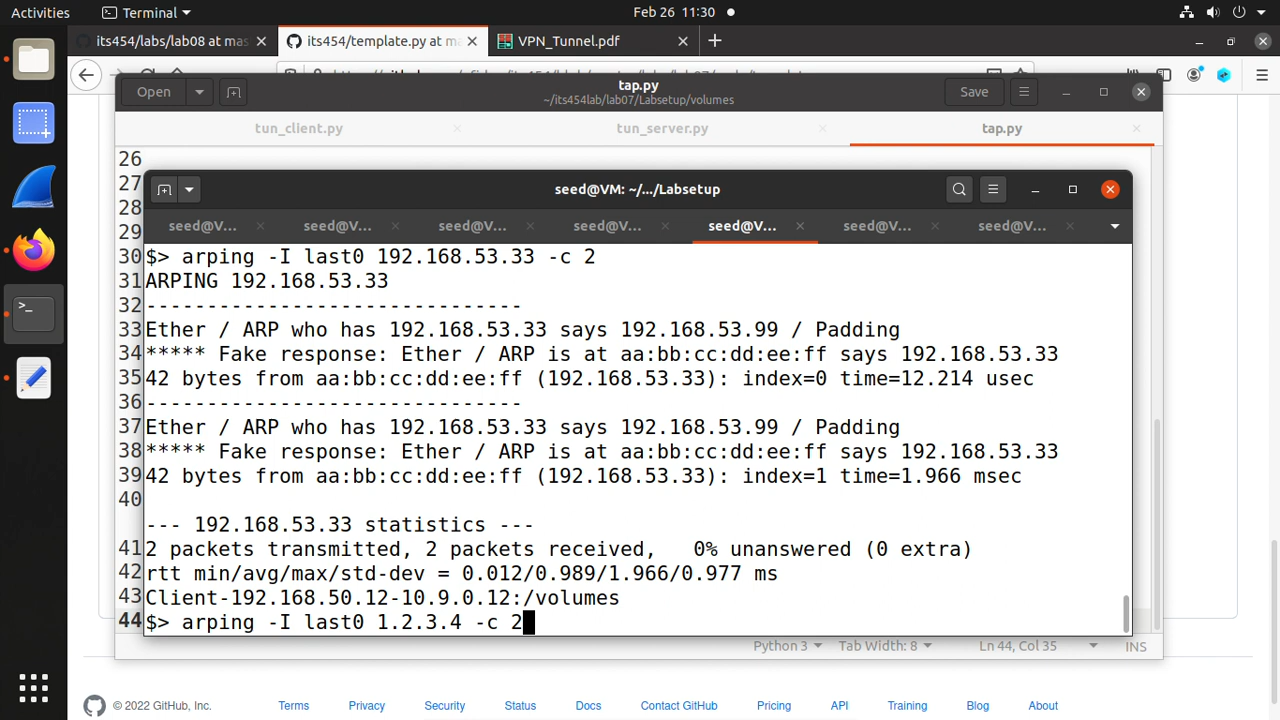 Activities
Terminal
Feb 26 11:30
its454/labs/lab08 at mas
its454/template.py at ma
VPN_Tunnel.pdf
Open
tap.py
~/its454lab/lab07/Labsetup/volumes
Save
tun_client.py
tun_server.py
tap.py
26
27
28
29
seed@VM: ~/.../Labsetup
seed@V...
seed@V...
seed@V...
seed@V...
seed@V...
seed@V...
seed@V...
30 $> arping -I last0 192.168.53.33 -c 2
31 ARPING 192.168.53.33
32 -------------------------------
33 Ether / ARP who has 192.168.53.33 says 192.168.53.99 / Padding
34 ***** Fake response: Ether / ARP is at aa:bb:cc:dd:ee:ff says 192.168.53.33
35 42 bytes from aa:bb:cc:dd:ee:ff (192.168.53.33): index=0 time=12.214 usec
36 -------------------------------
37 Ether / ARP who has 192.168.53.33 says 192.168.53.99 / Padding
38 ***** Fake response: Ether / ARP is at aa:bb:cc:dd:ee:ff says 192.168.53.33
39 42 bytes from aa:bb:cc:dd:ee:ff (192.168.53.33): index=1 time=1.966 msec
40
--- 192.168.53.33 statistics ---
41 2 packets transmitted, 2 packets received,   0% unanswered (0 extra)
42 rtt min/avg/max/std-dev = 0.012/0.989/1.966/0.977 ms
43 Client-192.168.50.12-10.9.0.12:/volumes
44 $> arping -I last0 1.2.3.4 -c 2
Python 3
Tab Width: 8
Ln 44, Col 35
INS
© 2022 GitHub, Inc.
Terms
Privacy
Security
Status
Docs
Contact GitHub
Pricing
API
Training
Blog
About